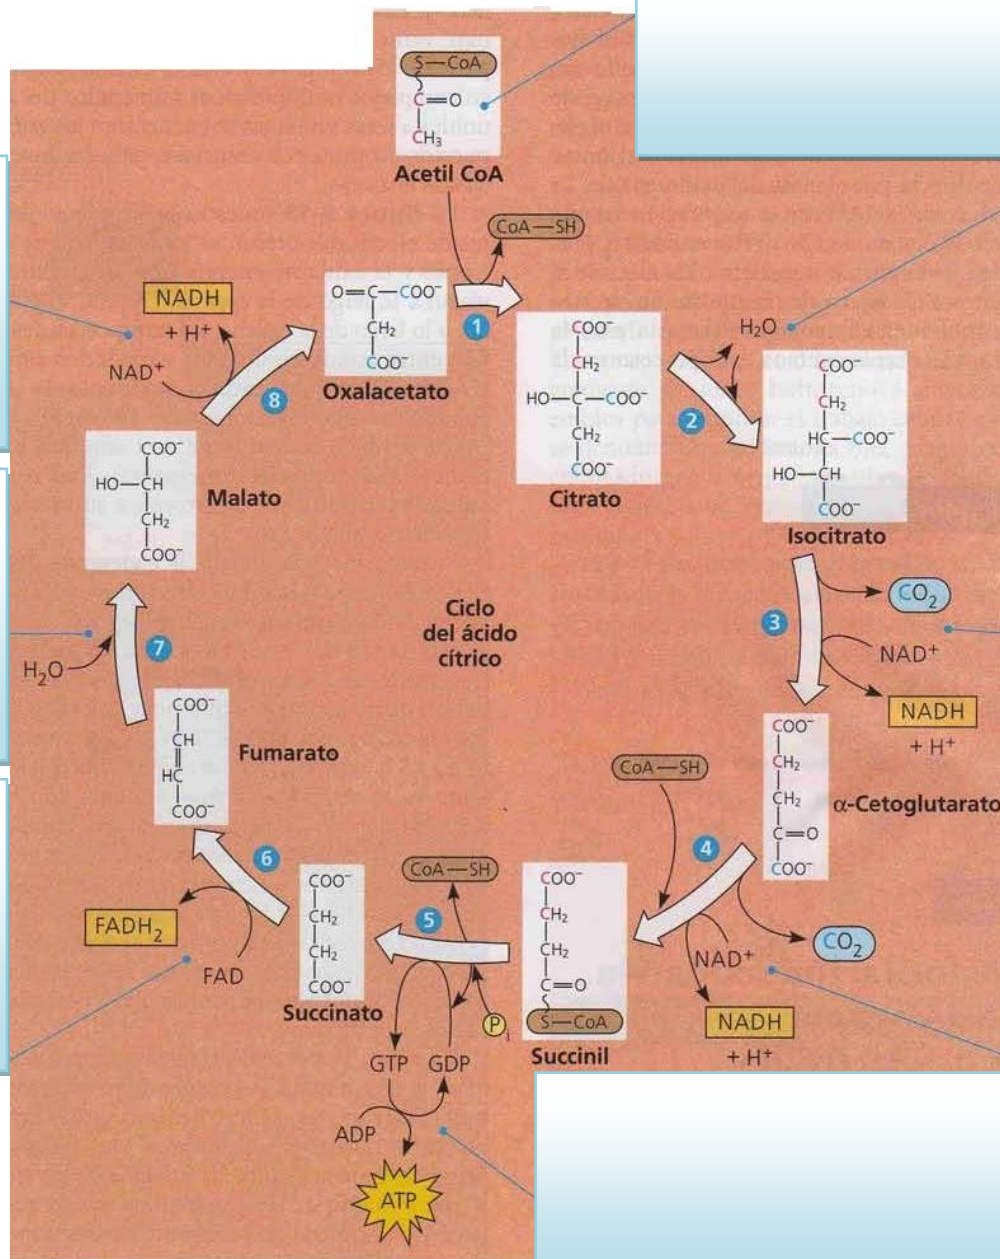 S—CoA
C=O
CH₃
Acetil CoA
CoA—SH
NADH
+ H⁺
NAD⁺
8
O=C—COO⁻
CH₂
COO⁻
Oxalacetato
1
COO⁻
CH₂
HO—C—COO⁻
CH₂
COO⁻
Citrato
H₂O
2
COO⁻
CH₂
HC—COO⁻
HO—CH
COO⁻
Isocitrato
COO⁻
HO—CH
CH₂
COO⁻
Malato
Ciclo
del ácido
cítrico
3
CO₂
NAD⁺
NADH
+ H⁺
7
H₂O
COO⁻
CH
HC
COO⁻
Fumarato
CoA—SH
COO⁻
CH₂
CH₂
C=O
COO⁻
α-Cetoglutarato
4
CO₂
NAD⁺
NADH
+ H⁺
6
FADH₂
FAD
COO⁻
CH₂
CH₂
COO⁻
Succinato
CoA—SH
5
Pi
COO⁻
CH₂
CH₂
C=O
S—CoA
Succinil
GTP GDP
ADP
ATP